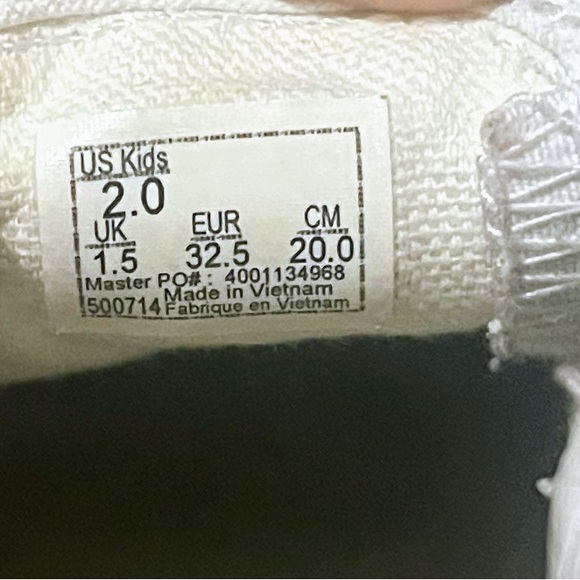 US Kids
2.0
UK EUR CM
1.5 32.5 20.0
Master PO# : 4001134968
Made in Vietnam
500714 Fabrique en Vietnam